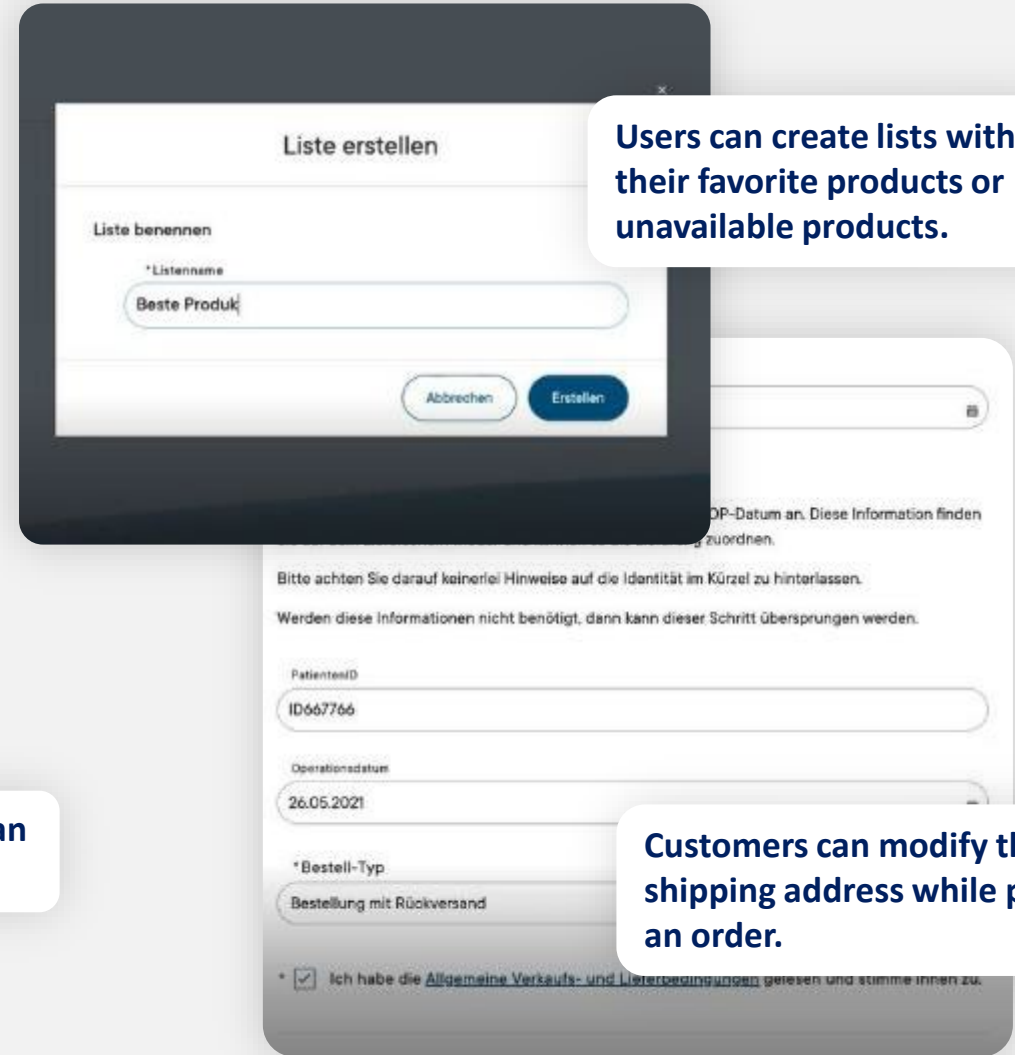 Liste erstellen
Users can create lists with
their favorite products or
unavailable products.
Liste benennen
*Listenname
Beste Produk
Abbrechen
Erstellen
OP-Datum an. Diese Information finden
zuordnen.
Bitte achten Sie darauf keinerlei Hinweise auf die Identität im Kürzel zu hinterlassen.
Werden diese Informationen nicht benötigt, dann kann dieser Schritt übersprungen werden.
PatientenID
ID667766
Operationsdatum
26.05.2021
an
*Bestell-Typ
Bestellung mit Rückversand
Customers can modify th
shipping address while p
an order.
* Ich habe die Allgemeine Verkaufs- und Lieferbedingungen gelesen und stimme ihnen zu.